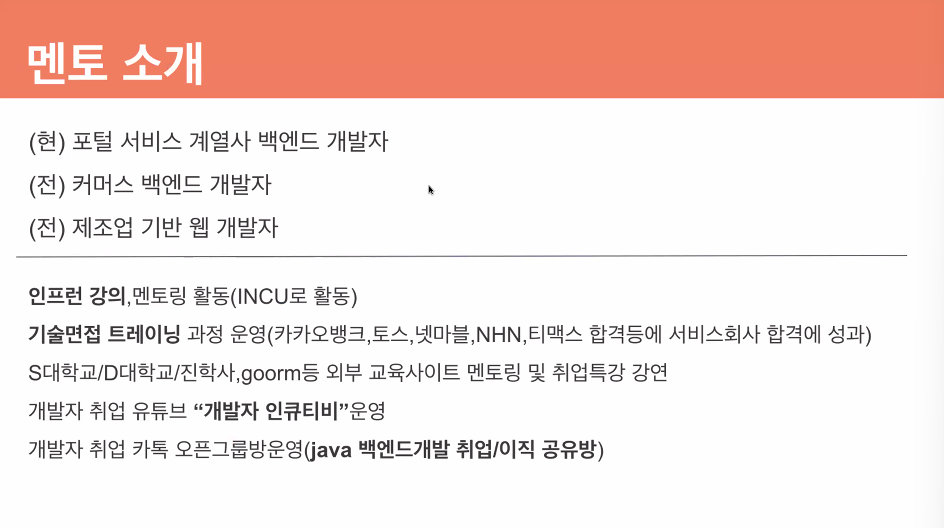 멘토 소개
(현) 포털 서비스 계열사 백엔드 개발자
(전) 커머스 백엔드 개발자
(전) 제조업 기반 웹 개발자
인프런 강의,멘토링 활동(INCU로 활동)
기술면접 트레이닝 과정 운영(카카오뱅크,토스,넷마블,NHN,티맥스 합격등에 서비스회사 합격에 성과)
S대학교/D대학교/진학사,goorm등 외부 교육사이트 멘토링 및 취업특강 강연
개발자 취업 유튜브 “개발자 인큐티비”운영
개발자 취업 카톡 오픈그룹방운영(java 백엔드개발 취업/이직 공유방)